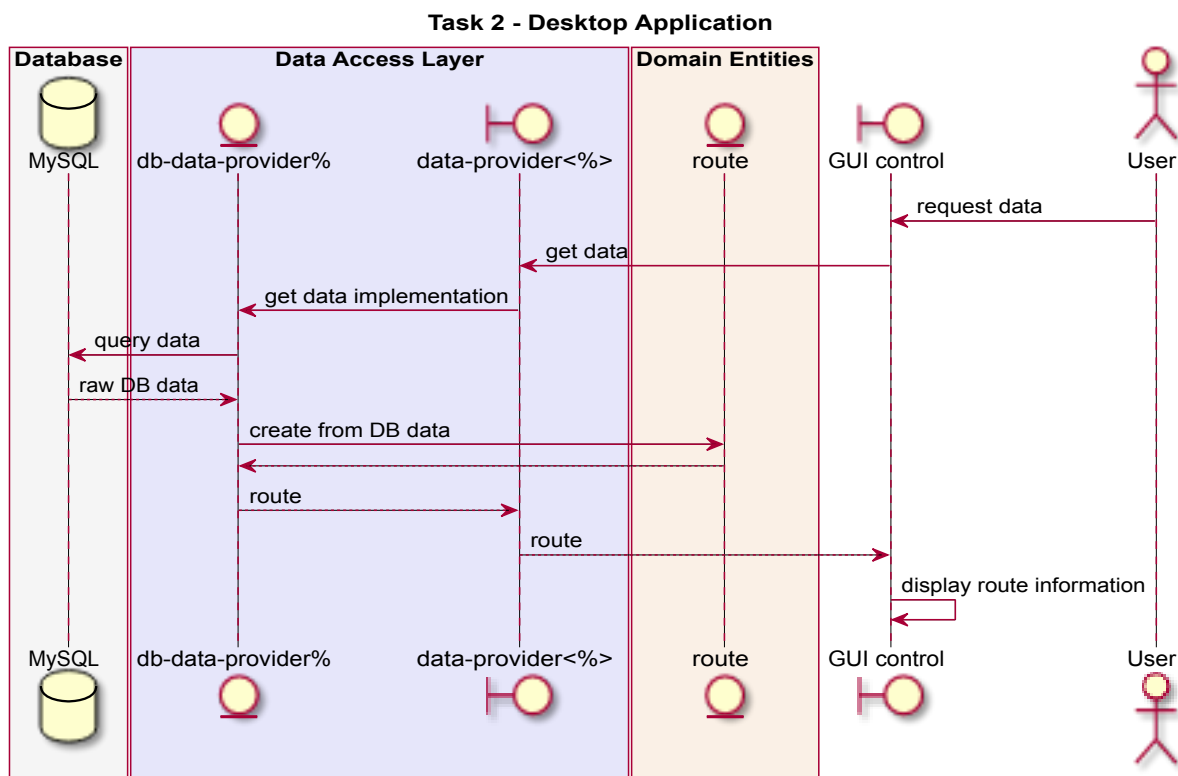 Task 2 - Desktop Application
Database
Data Access Layer
Domain Entities
MySQL
db-data-provider%
data-provider<%>
route
GUI control
User
request data
get data
get data implementation
query data
raw DB data
create from DB data
route
route
display route information
MySQL
db-data-provider%
data-provider<%>
route
GUI control
User